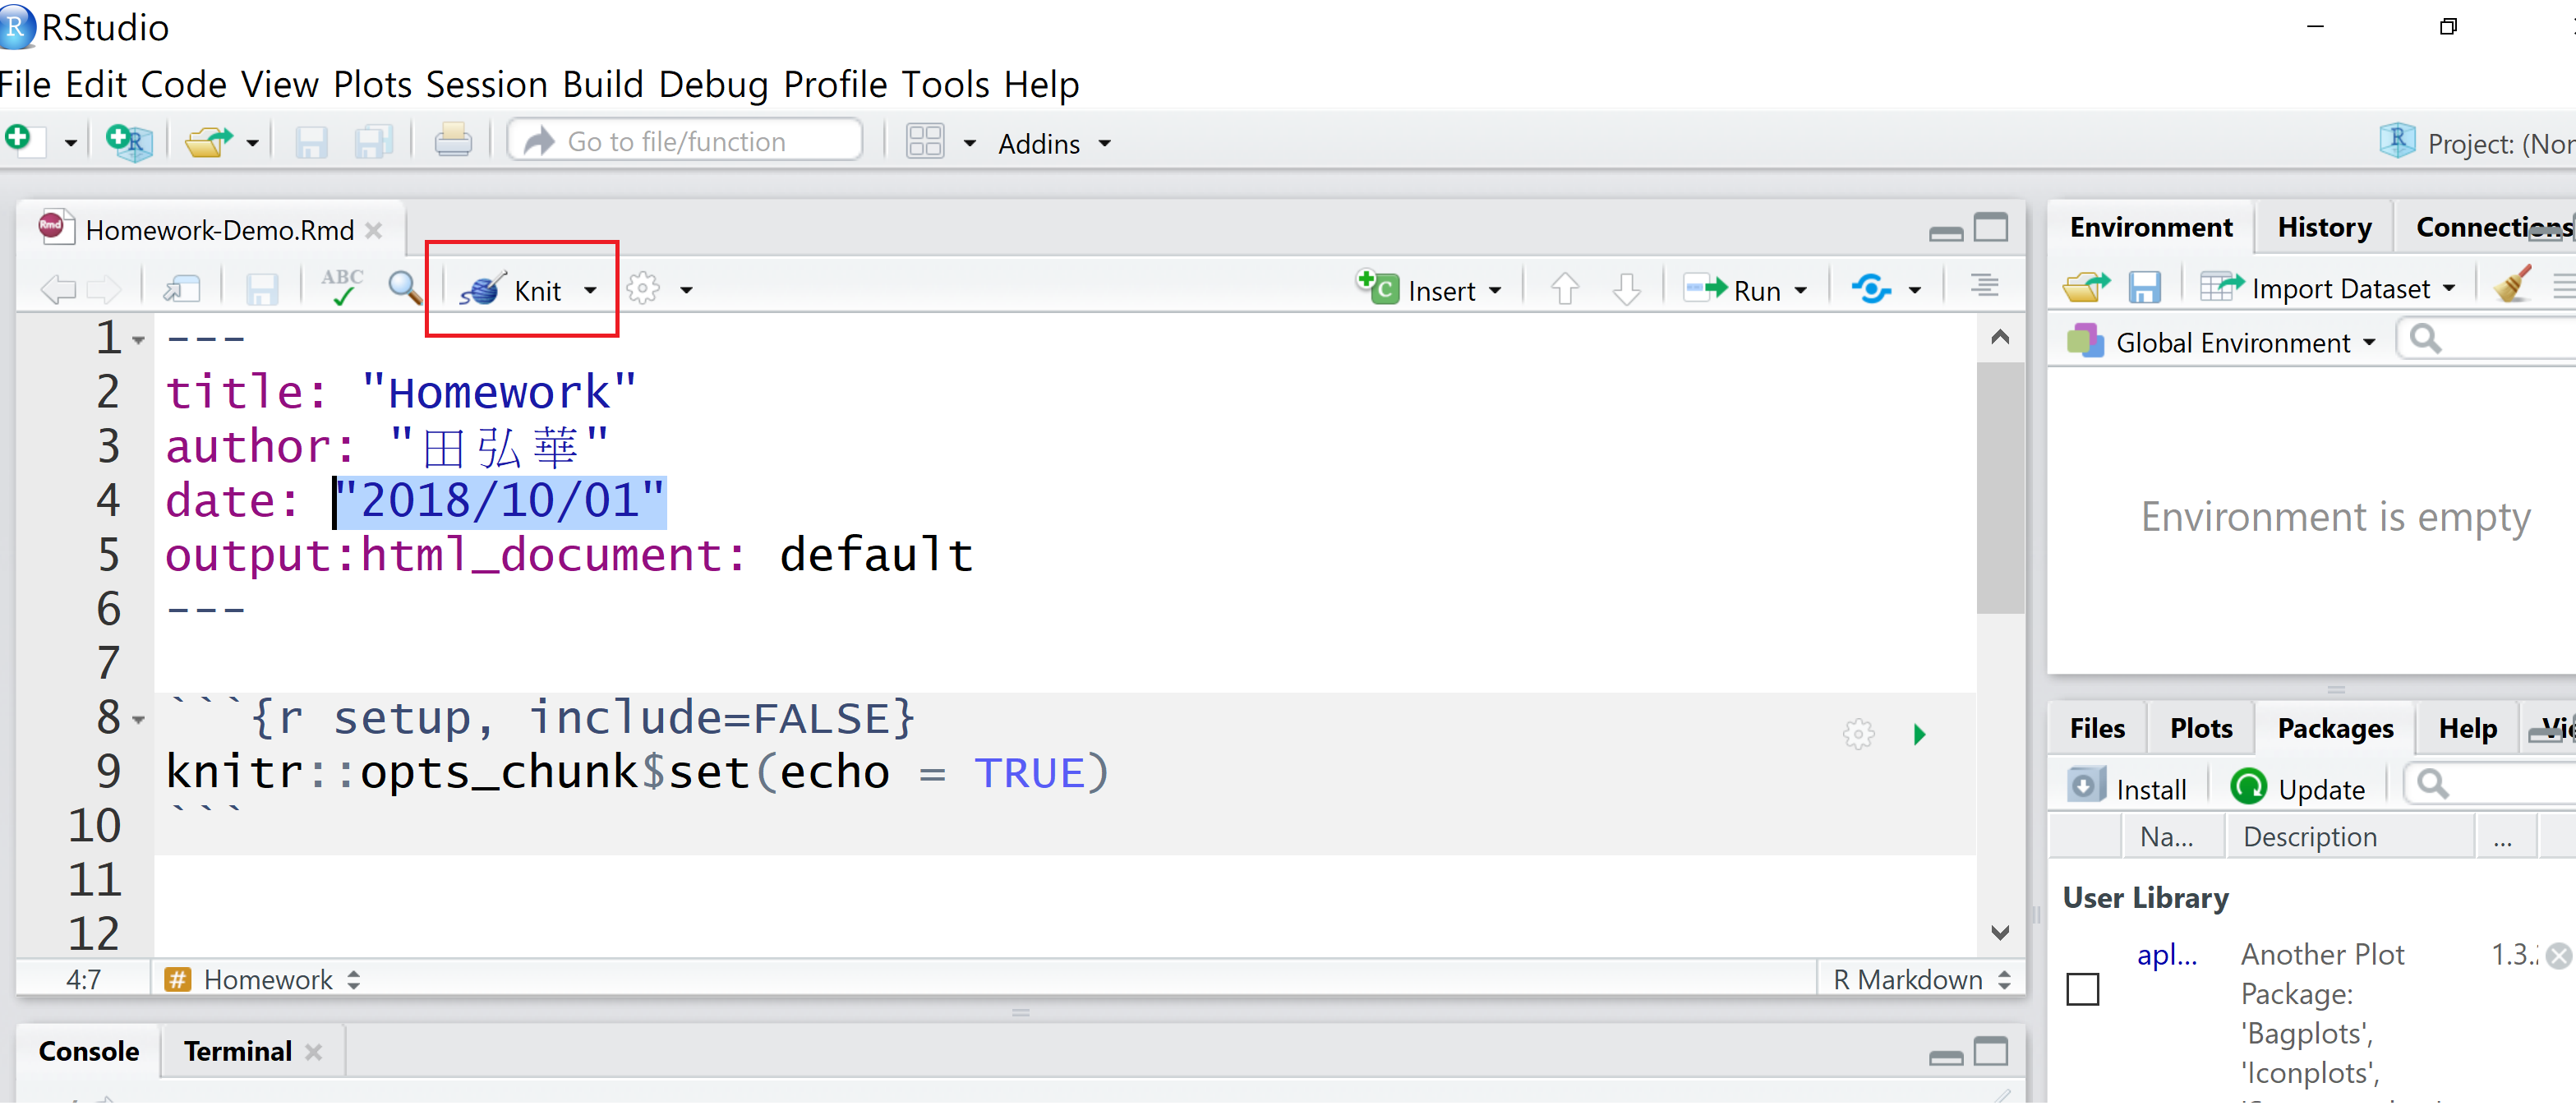 RStudio
File Edit Code View Plots Session Build Debug Profile Tools Help
Go to file/function
Addins
Project: (Nor
Homework-Demo.Rmd
ABC
Knit
Insert
Run
1 ---
2 title: "Homework"
3 author: "田弘華"
4 date: "2018/10/01"
5 output:html_document: default
6 ---
7
8 ```{r setup, include=FALSE}
9 knitr::opts_chunk$set(echo = TRUE)
10 ```
11
12
4:7
# Homework
R Markdown
Console Terminal
Environment History Connections
Import Dataset
Global Environment
Environment is empty
Files Plots Packages Help
Install Update
Na... Description ...
User Library
apl... Another Plot 1.3.
Package:
'Bagplots',
'Iconplots',